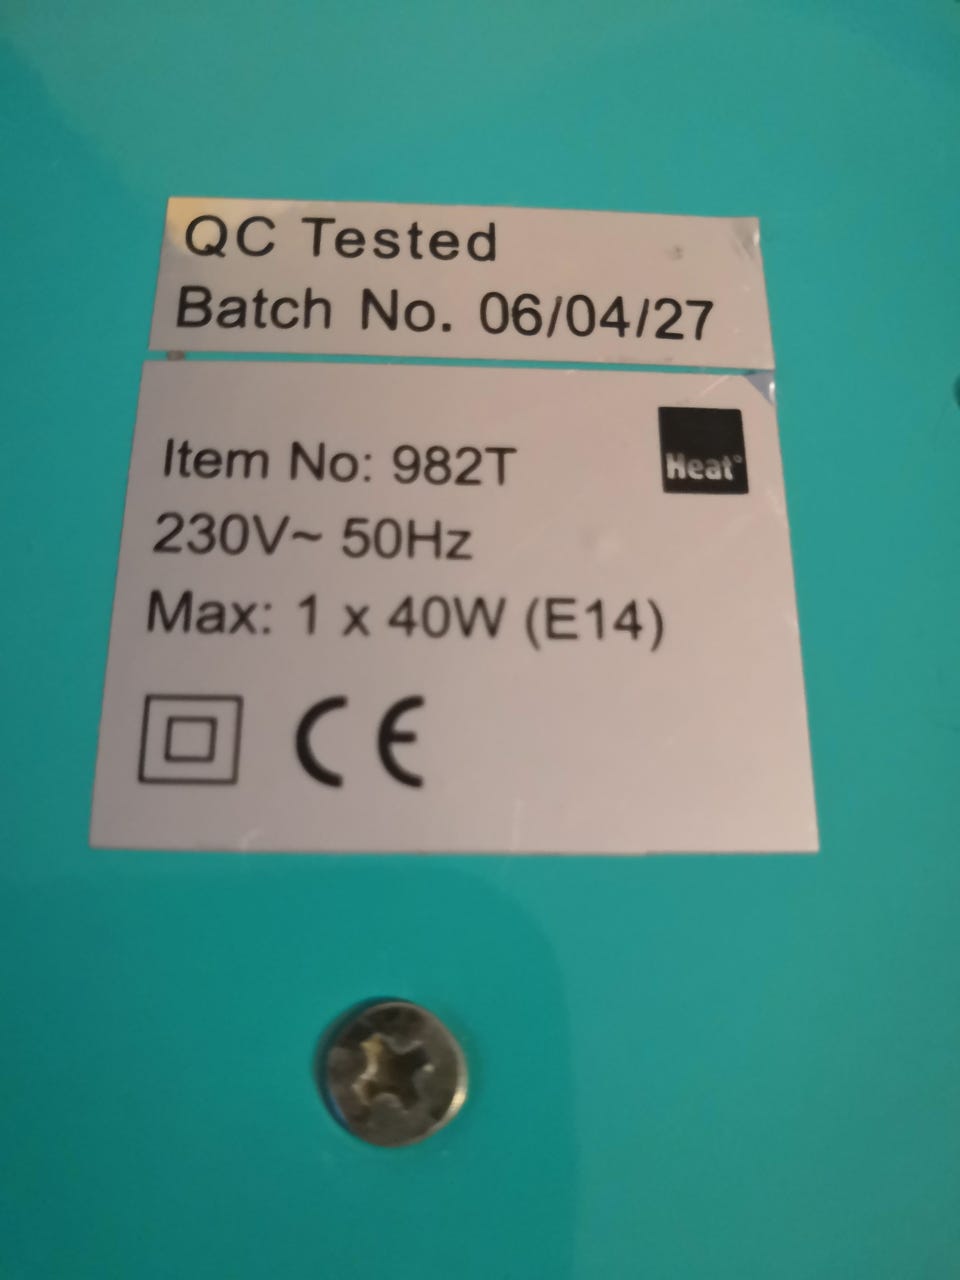 QC Tested
Batch No. 06/04/27
Item No: 982T
Heat°
230V~ 50Hz
Max: 1 x 40W (E14)
CE